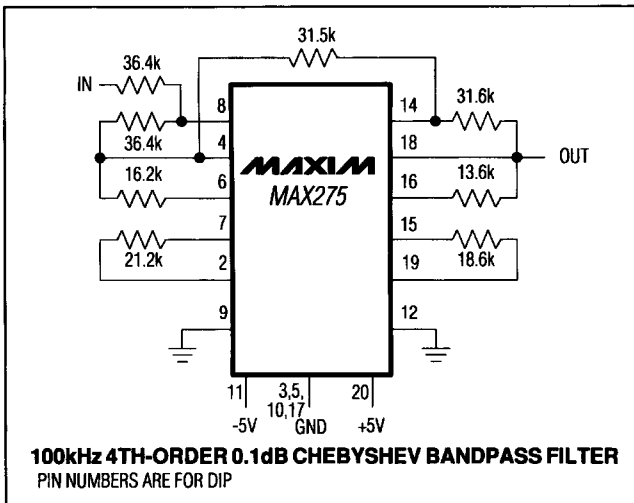 31.5k
36.4k
IN
31.6k
8
14
36.4k
4
18
OUT
MAXIM
MAX275
16.2k
6
16
13.6k
7
15
21.2k
2
19
18.6k
9
12
11
3,5,
10,17
20
-5V
GND
+5V
100kHz 4TH-ORDER 0.1dB CHEBYSHEV BANDPASS FILTER
PIN NUMBERS ARE FOR DIP